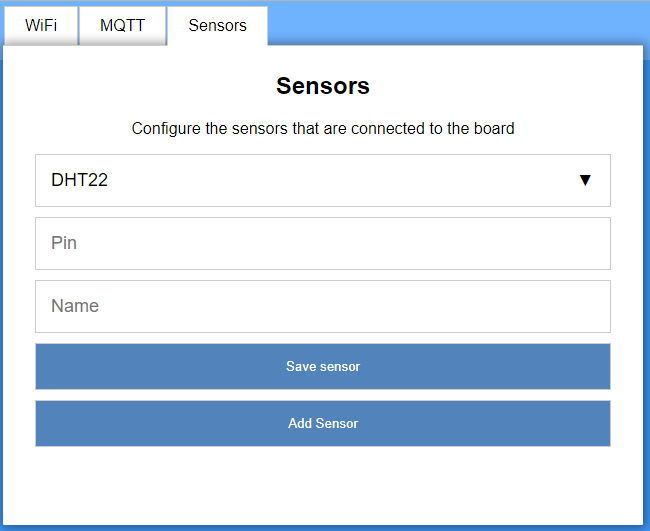 WiFi MQTT Sensors
Sensors
Configure the sensors that are connected to the board
DHT22 ▼
Pin
Name
Save sensor
Add Sensor